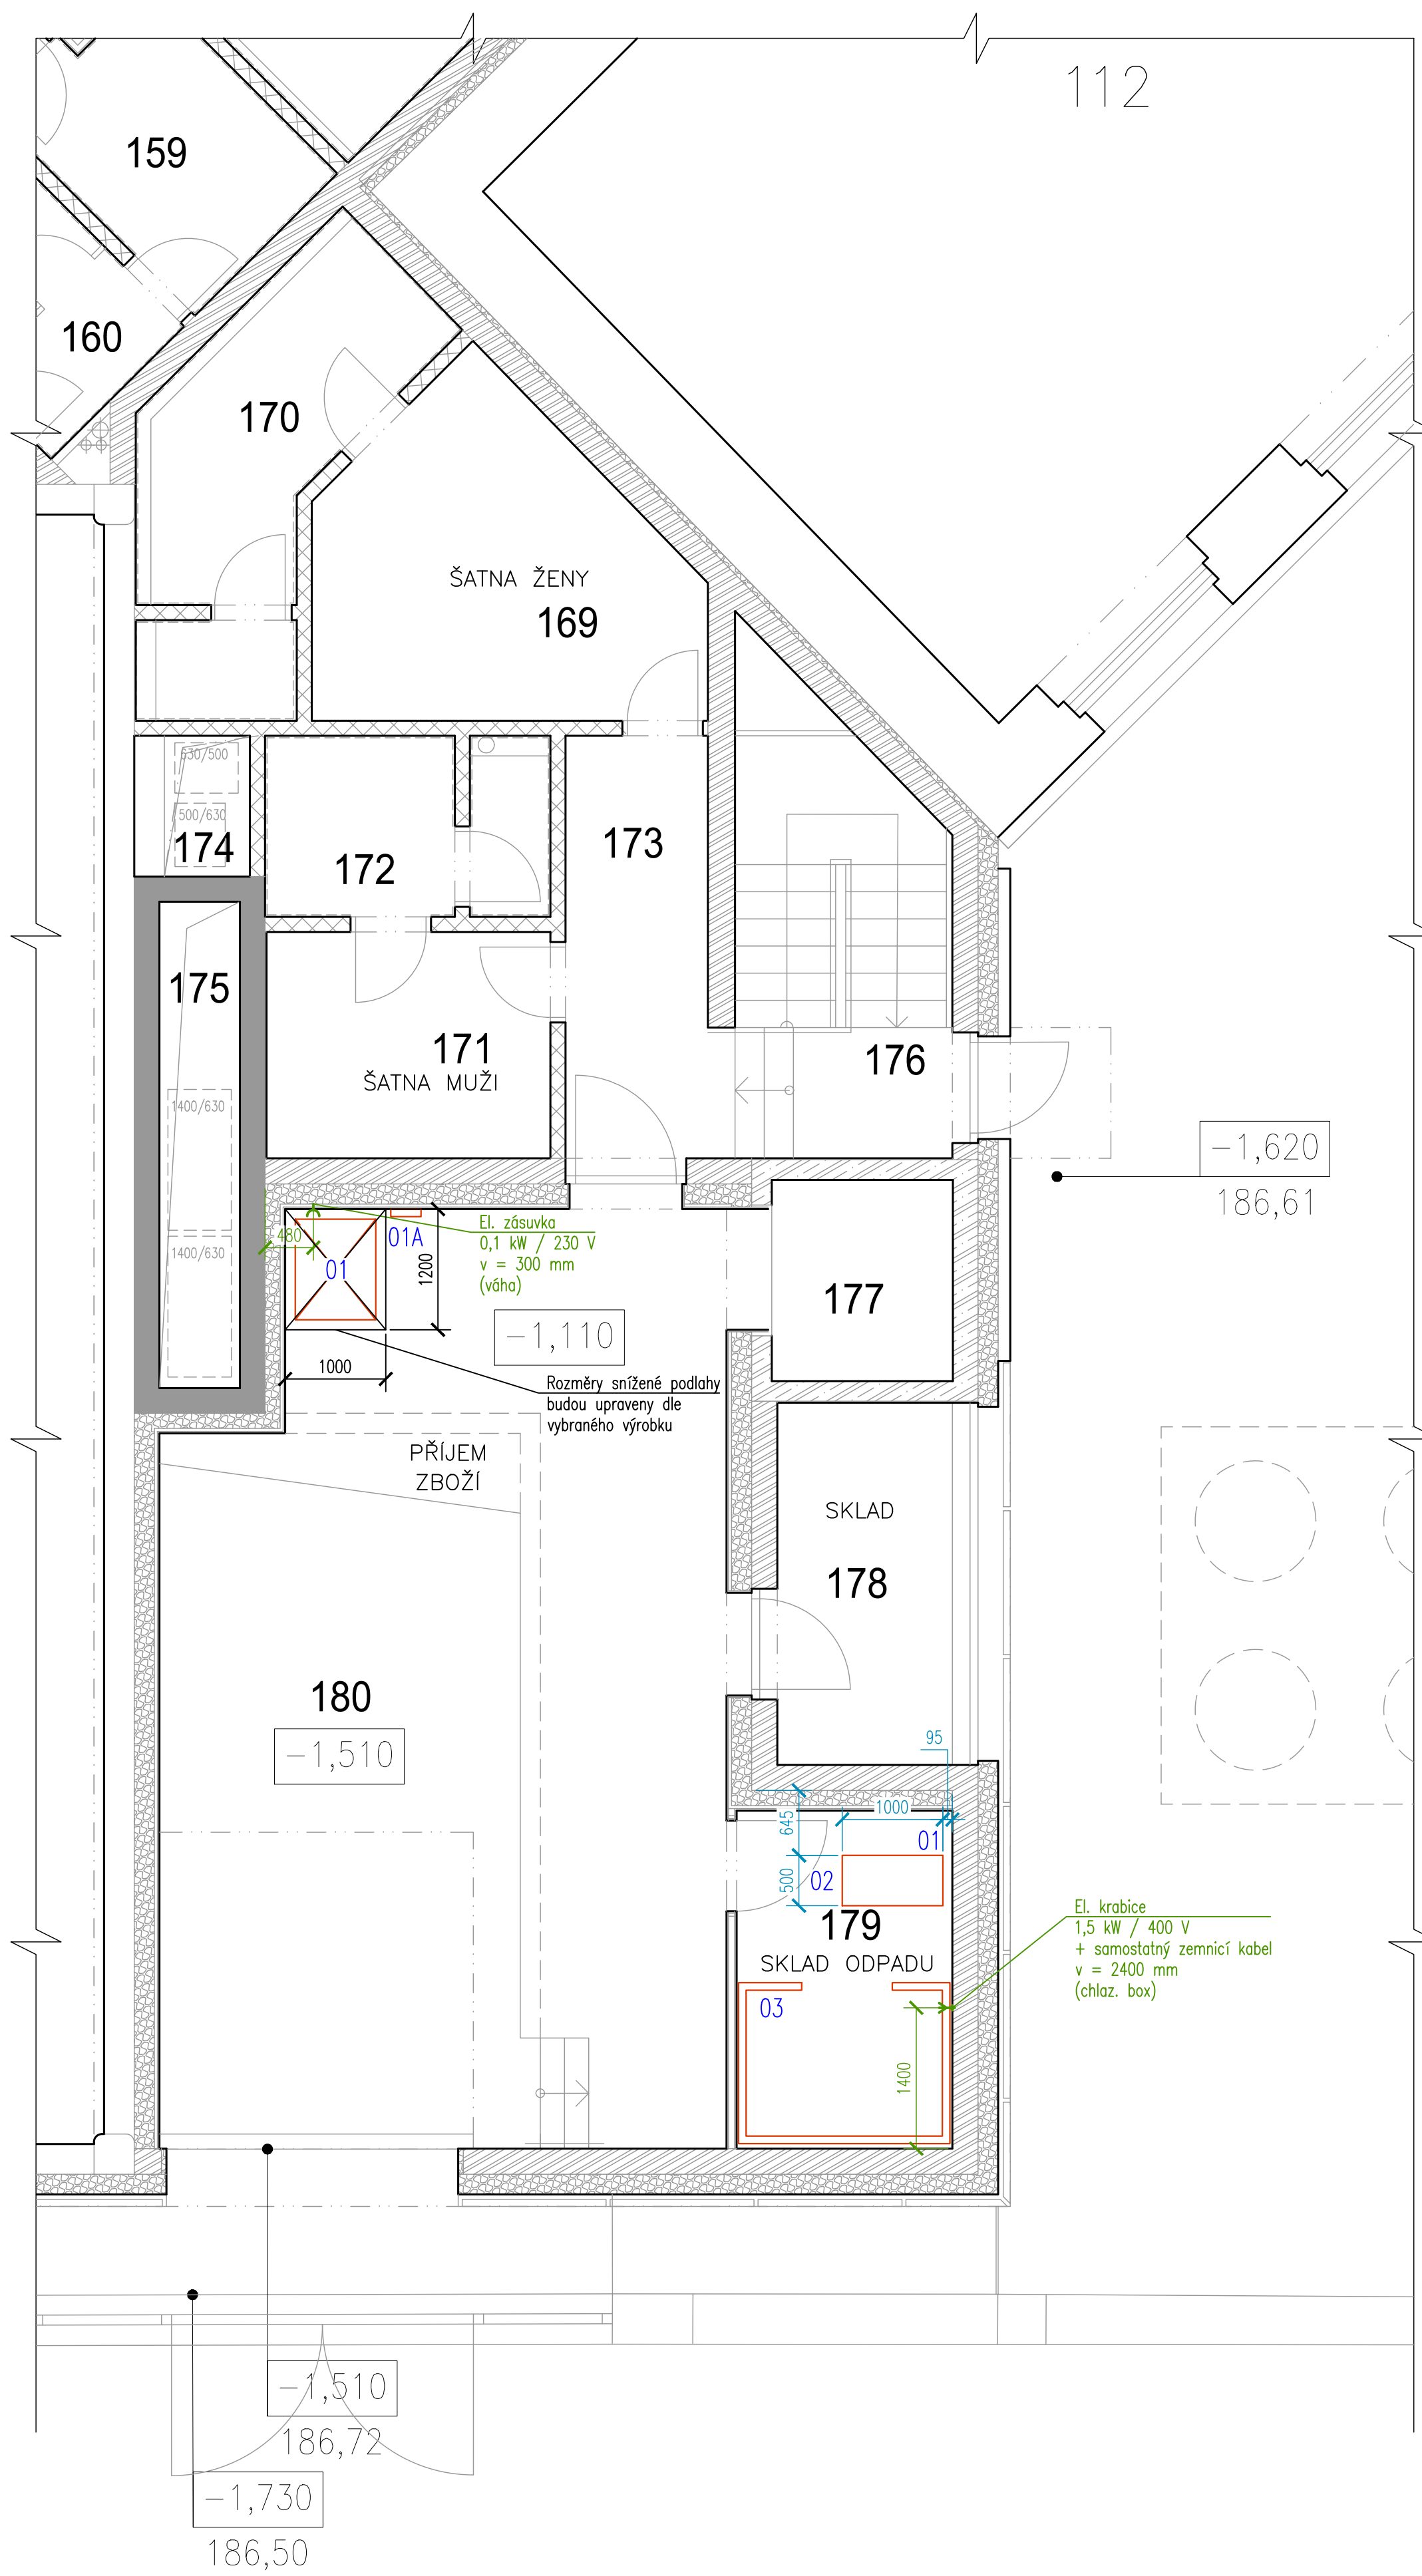 112
159
160
170
ŠATNA ŽENY
169
630/500
500/630
174
172
173
175
171
ŠATNA MUŽI
176
1400/630
1400/630
-1,620
186,61
480
01
01A
1200
1000
El. zásuvka
0,1 kW / 230 V
v = 300 mm
(váha)
-1,110
177
Rozměry snížené podlahy
budou upraveny dle
vybraného výrobku
PŘÍJEM
ZBOŽÍ
SKLAD
178
180
-1,510
95
1000
645
500
01
02
179
SKLAD ODPADU
03
1400
El. krabice
1,5 kW / 400 V
+ samostatný zemnicí kabel
v = 2400 mm
(chlaz. box)
-1,510
186,72
-1,730
186,50